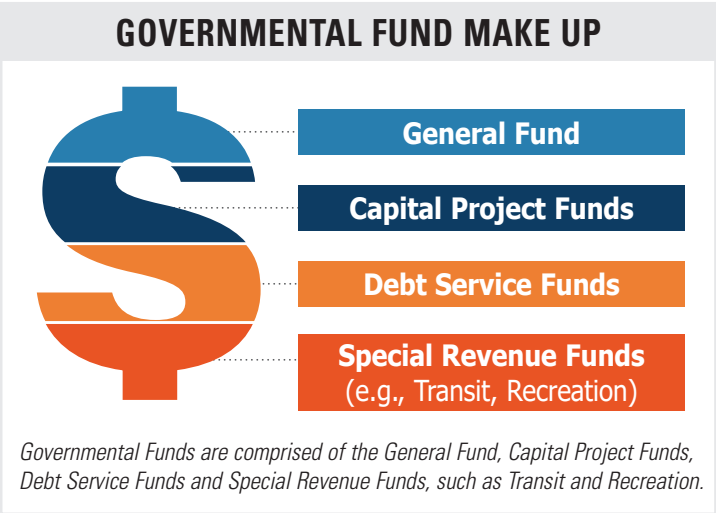 GOVERNMENTAL FUND MAKE UP
General Fund
Capital Project Funds
Debt Service Funds
Special Revenue Funds
(e.g., Transit, Recreation)
Governmental Funds are comprised of the General Fund, Capital Project Funds,
Debt Service Funds and Special Revenue Funds, such as Transit and Recreation.